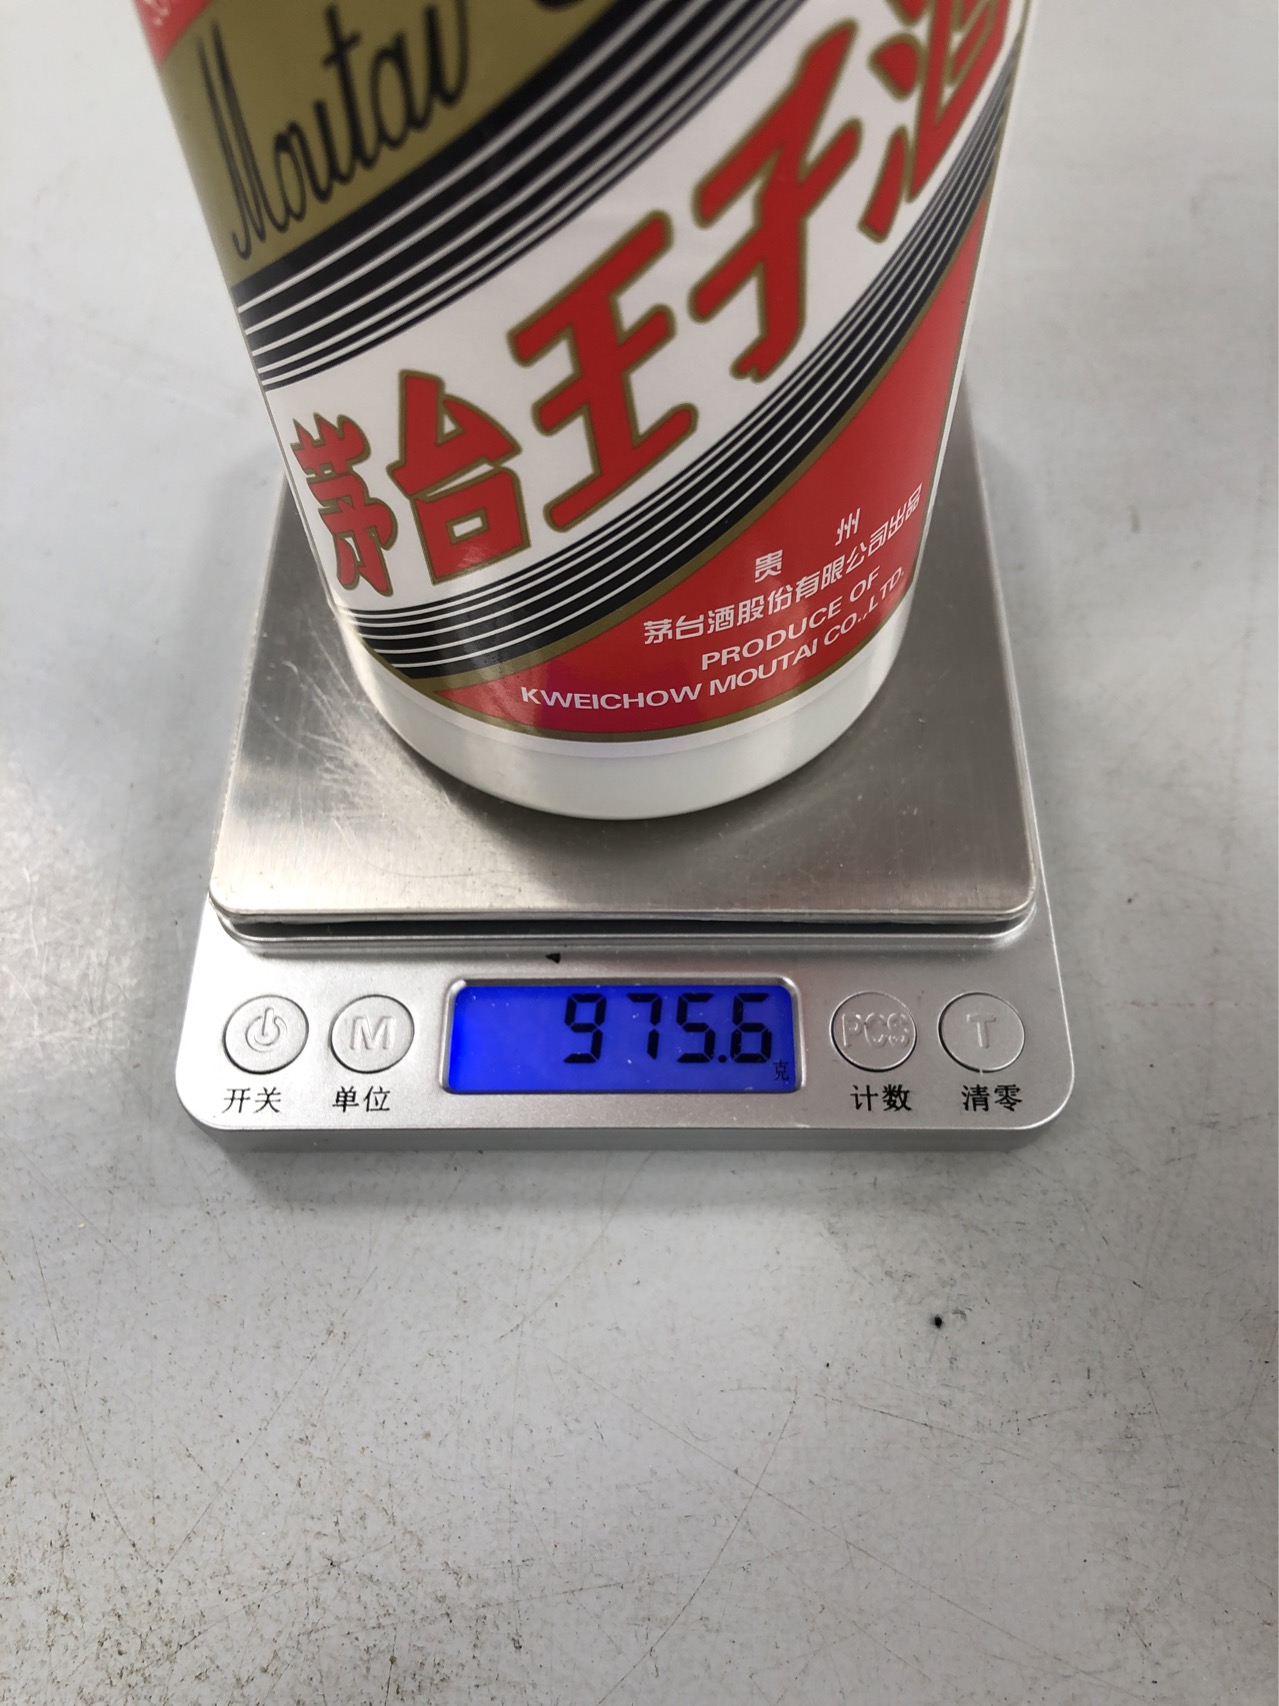 Moutai
茅台王子酒
贵州
茅台酒股份有限公司出品
PRODUCE OF
KWEICHOW MOUTAI CO.,LTD.
975.6
克
M
PCS
T
开关
单位
计数
清零